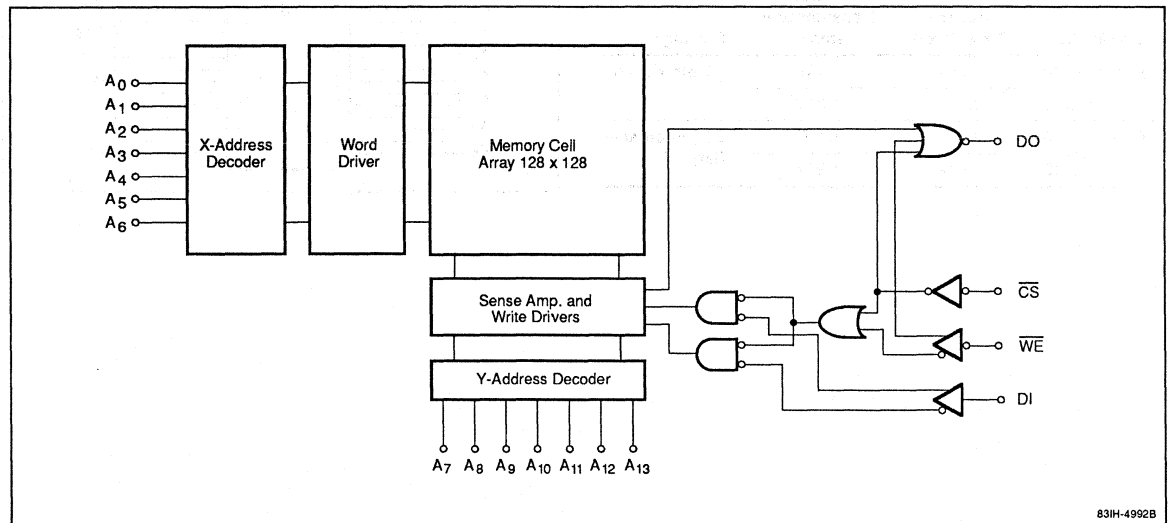 A0
A1
A2
A3
A4
A5
A6
X-Address
Decoder
Word
Driver
Memory Cell
Array 128 x 128
DO
Sense Amp. and
Write Drivers
CS
WE
DI
Y-Address Decoder
A7 A8 A9 A10 A11 A12 A13
83IH-4992B